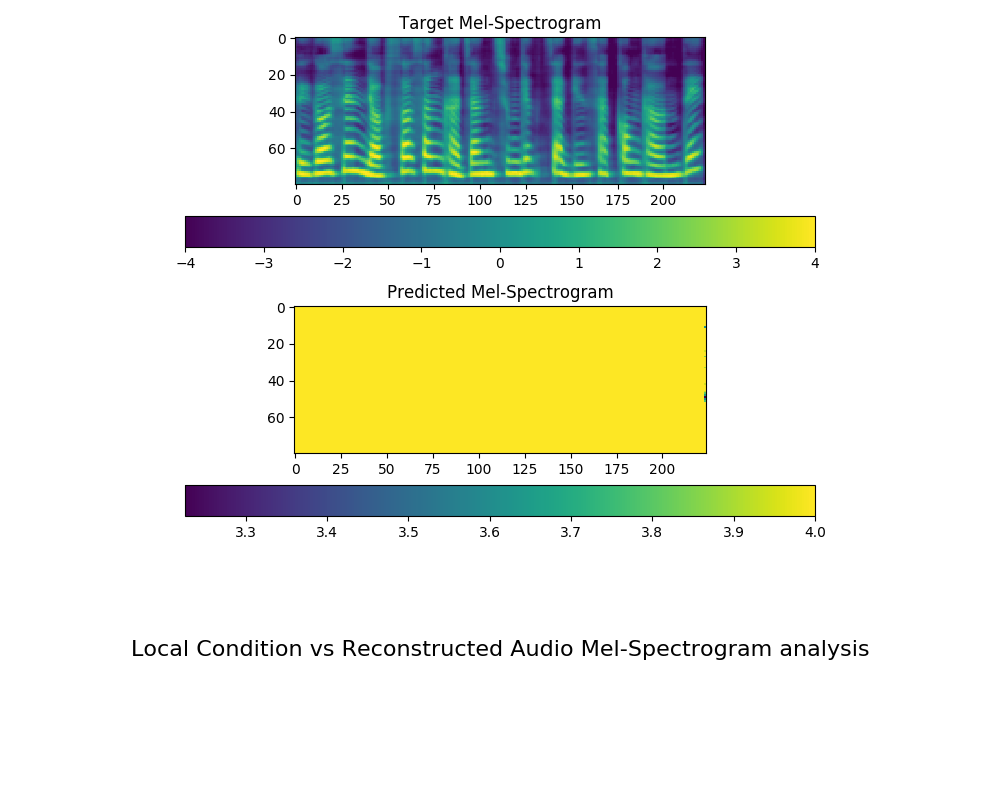 Target Mel-Spectrogram
0
20
40
60
0 25 50 75 100 125 150 175 200
−4 −3 −2 −1 0 1 2 3 4
Predicted Mel-Spectrogram
0
20
40
60
0 25 50 75 100 125 150 175 200
3.3 3.4 3.5 3.6 3.7 3.8 3.9 4.0
Local Condition vs Reconstructed Audio Mel-Spectrogram analysis